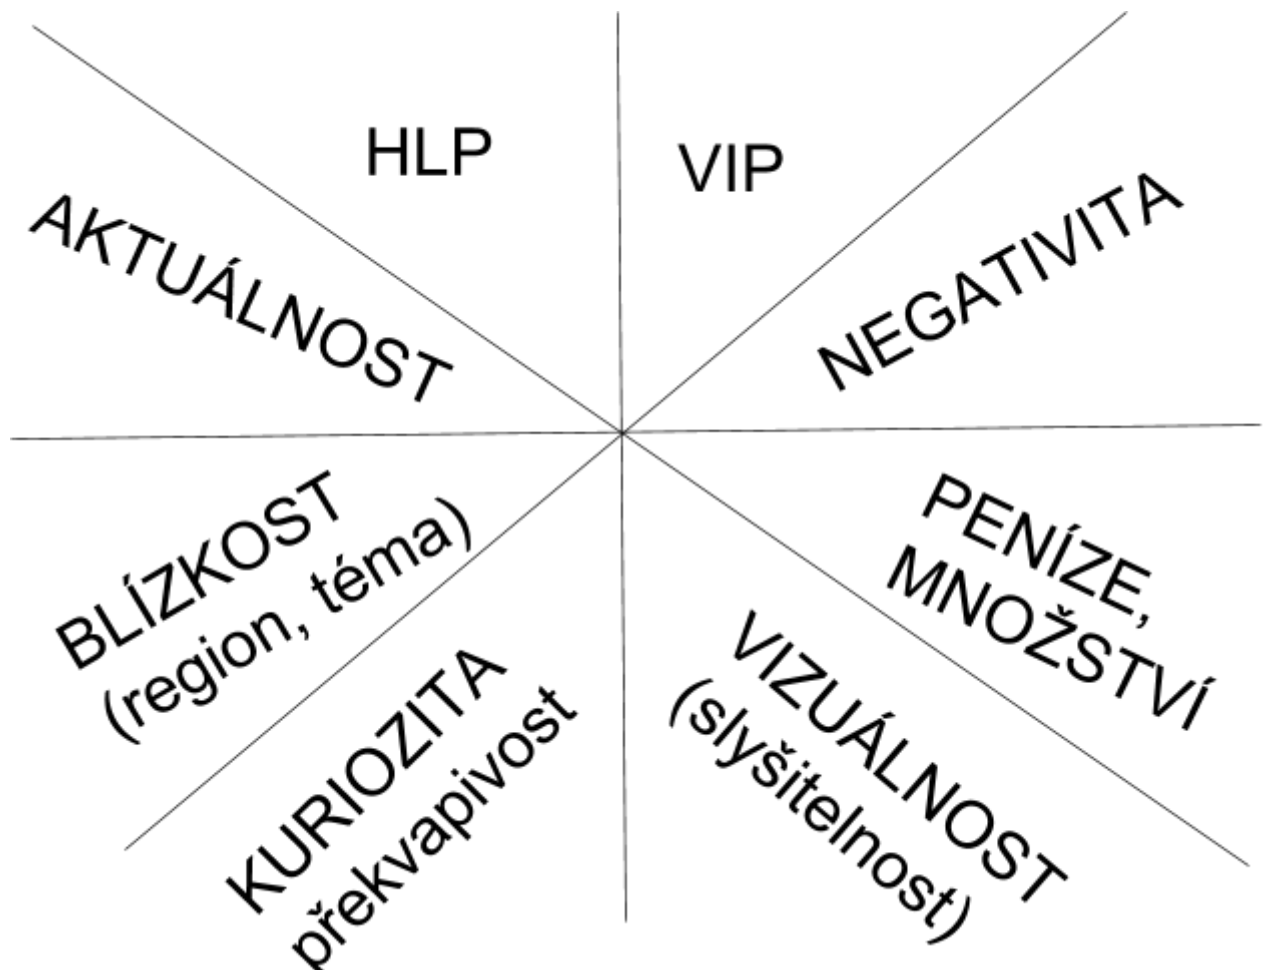 HLP
VIP
AKTUÁLNOST
NEGATIVITA
BLÍZKOST
(region, téma)
PENÍZE,
MNOŽSTVÍ
KURIOZITA
překvapivost
VIZUÁLNOST
(slyšitelnost)